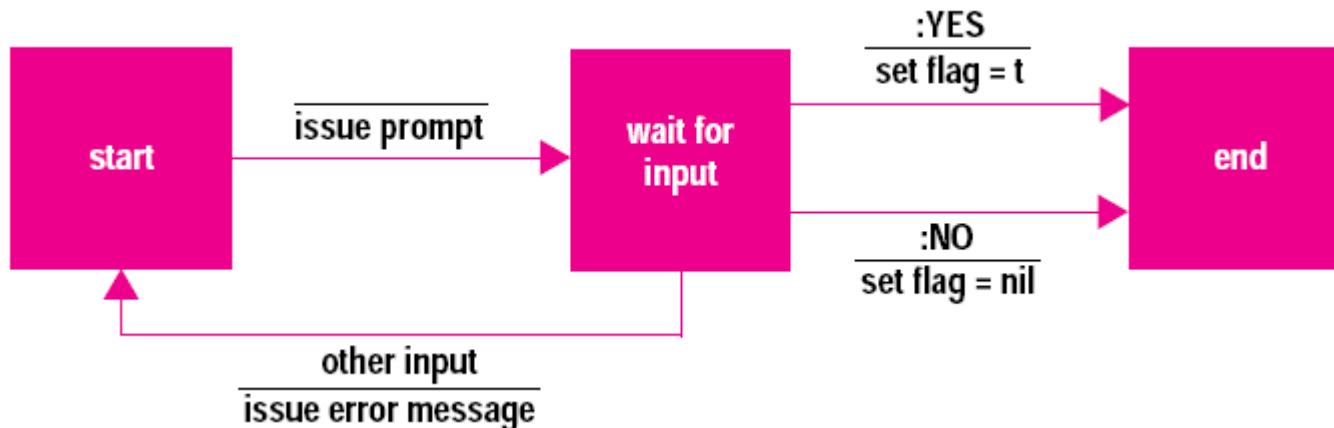 start
issue prompt
wait for
input
:YES
set flag = t
:NO
set flag = nil
end
other input
issue error message